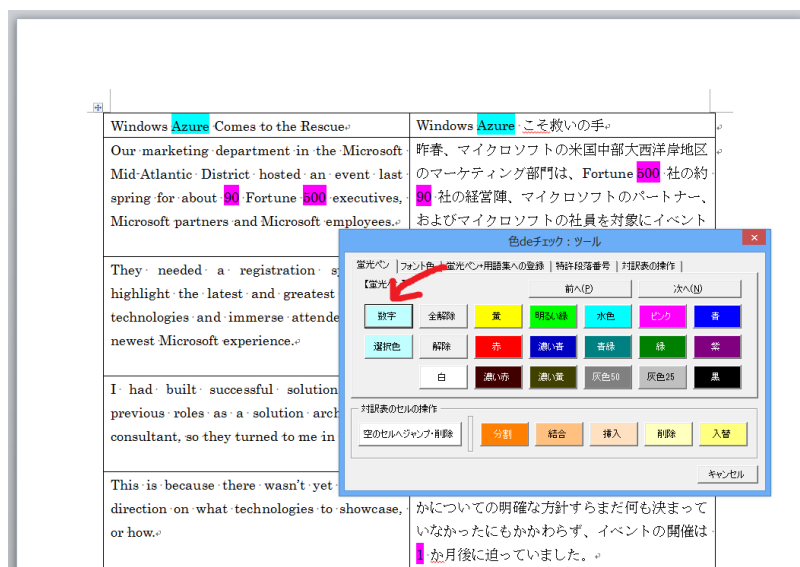 Windows Azure Comes to the Rescue
Windows Azure こそ救いの手
Our marketing department in the Microsoft
Mid-Atlantic District hosted an event last
spring for about 90 Fortune 500 executives,
Microsoft partners and Microsoft employees.
昨春、マイクロソフトの米国中部大西洋岸地区
のマーケティング部門は、Fortune 500 社の約
90 社の経営陣、マイクロソフトのパートナー、
およびマイクロソフトの社員を対象にイベント
They needed a registration
highlight the latest and greatest
technologies and immerse
newest Microsoft experience.
I had built successful
previous roles as a solution
consultant, so they turned to me in
This is because there wasn't yet
direction on what technologies to showcase,
or how.
かについての明確な方針すらまだ何も決まって
いなかったにもかかわらず、イベントの開催は
1 か月後に迫っていました。
色deチェック：ツール
蛍光ペン フォント色 蛍光ペン+用語集への登録 特許段落番号 対訳表の操作
【蛍光ペ
前へ(P) 次へ(N)
数字 全解除 黄 明るい緑 水色 ピンク 青
選択色 解除 赤 濃い青 青緑 緑 紫
白 濃い赤 濃い黄 灰色50 灰色25 黒
対訳表のセルの操作
空のセルへジャンプ・削除 分割 結合 挿入 削除 入替
キャンセル